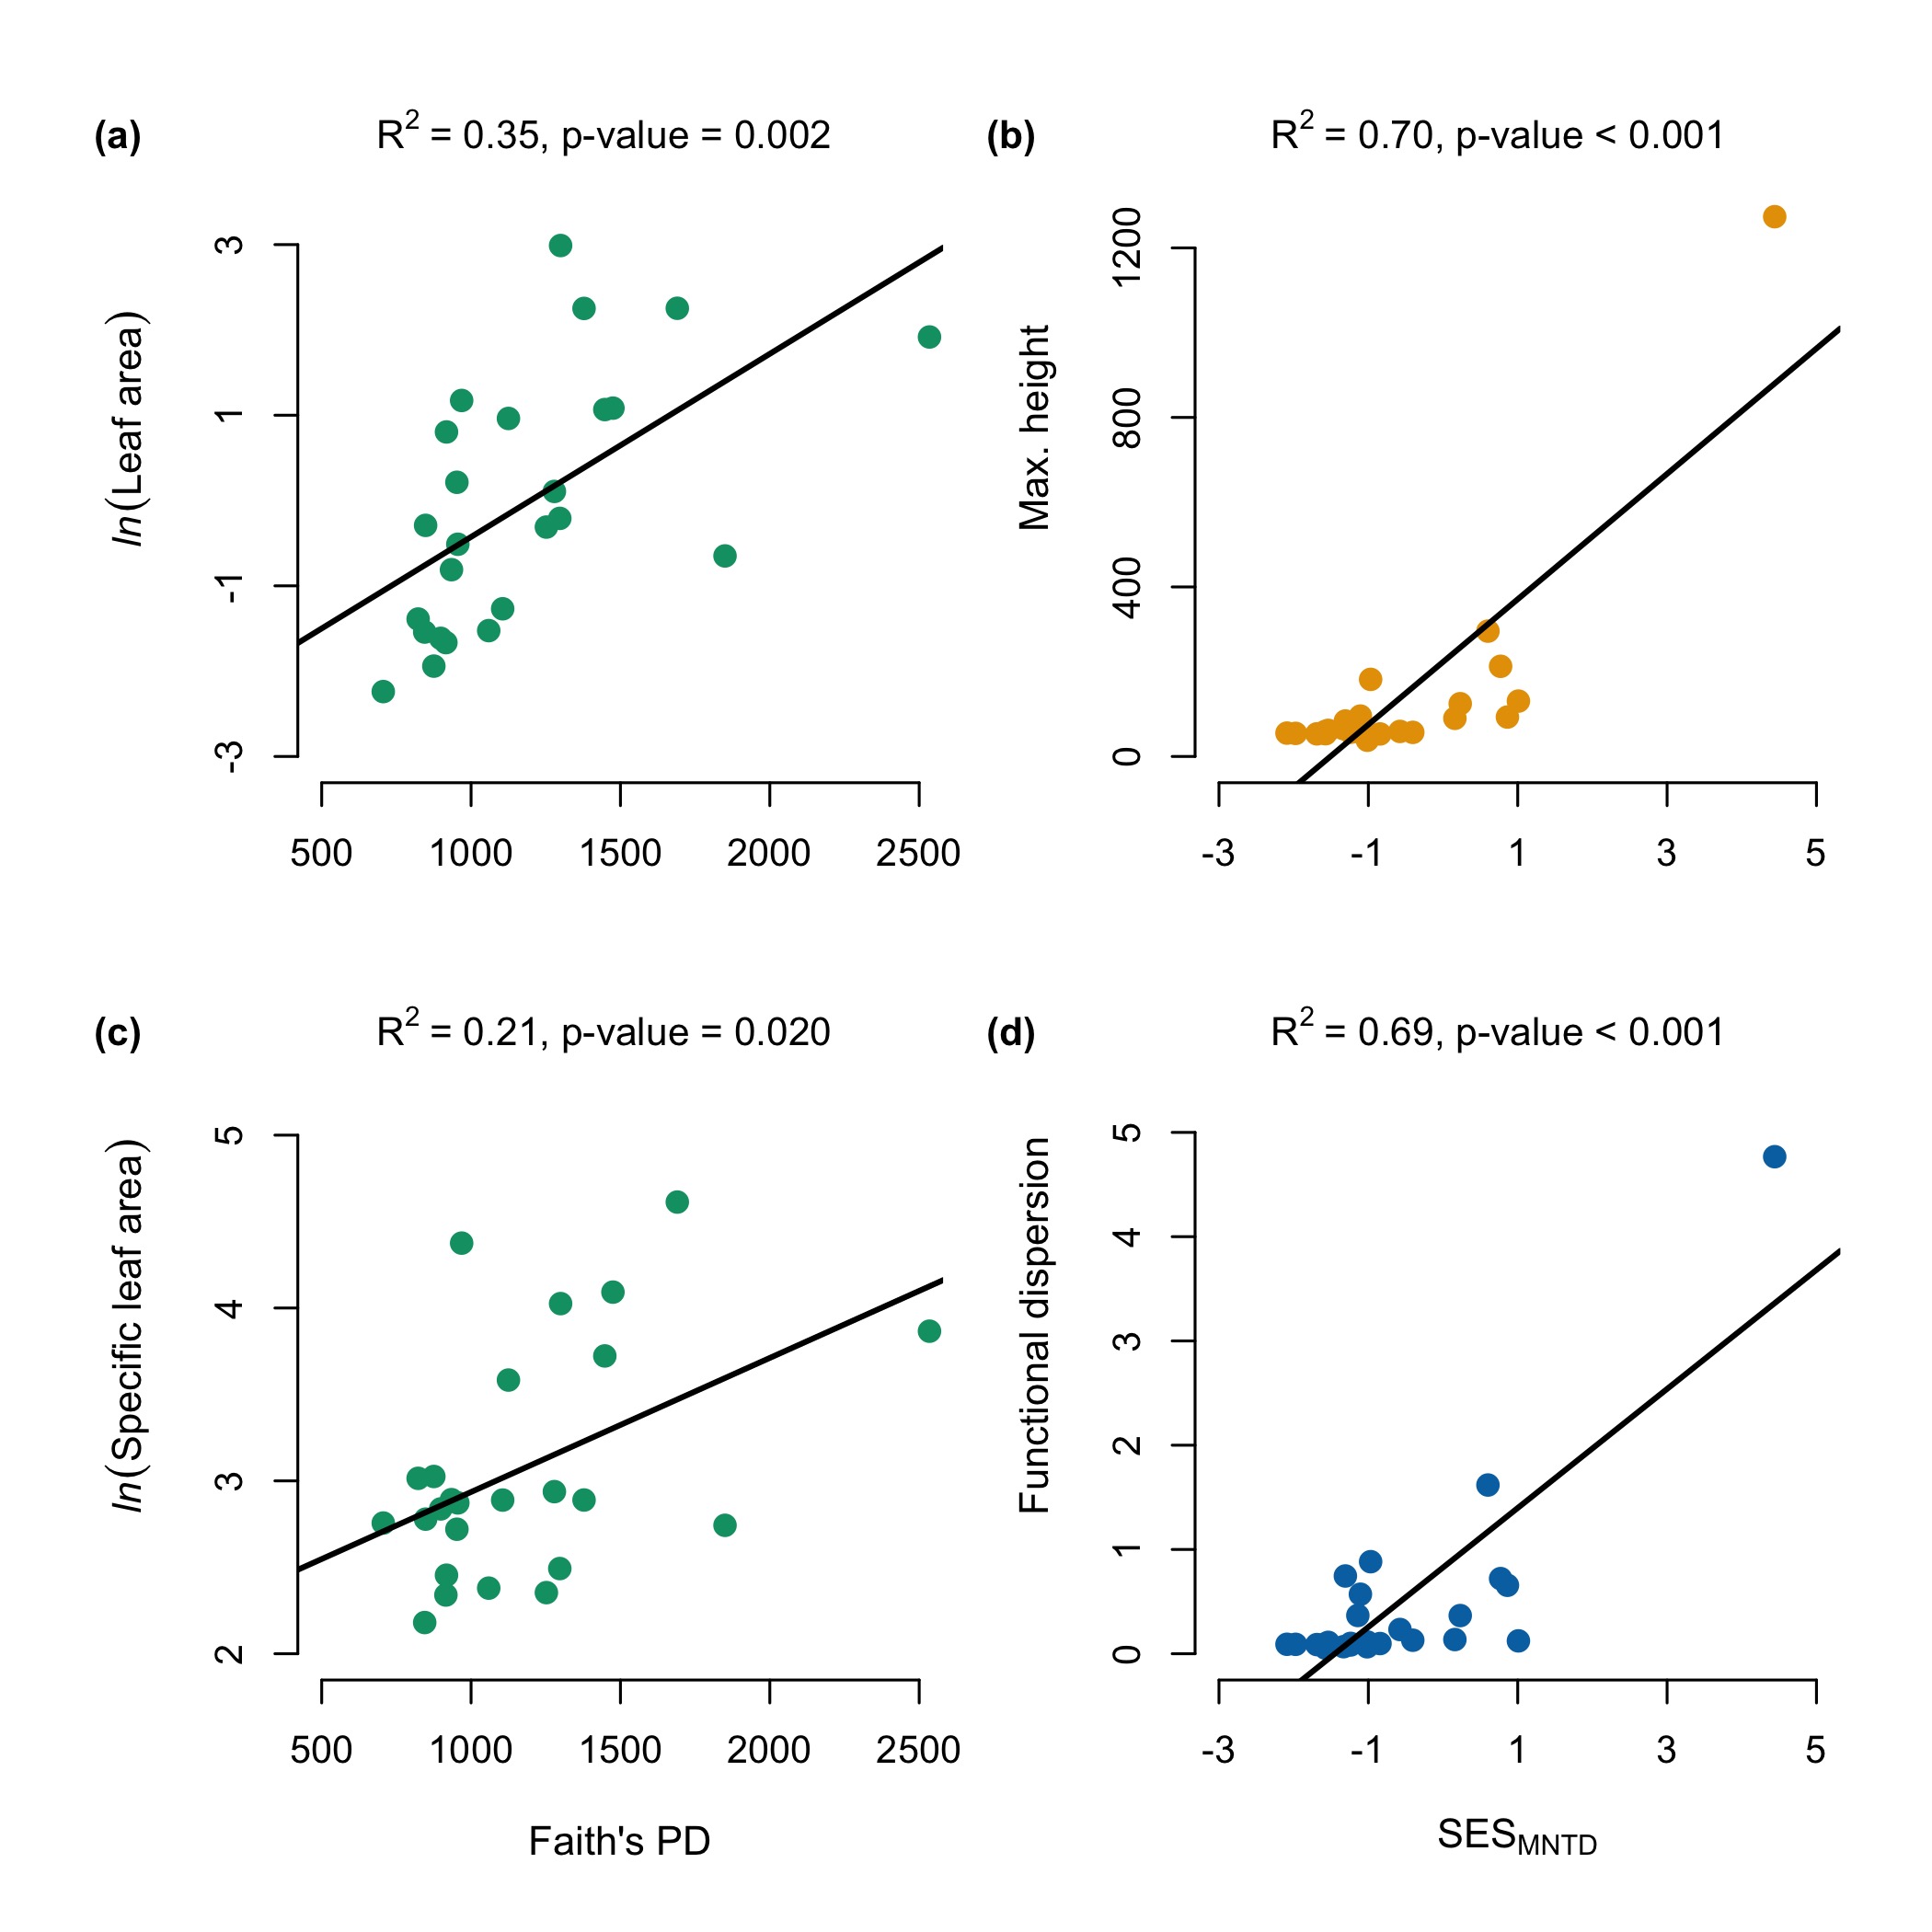 (a)
R² = 0.35, p-value = 0.002
ln(Leaf area)
3
1
-1
-3
500 1000 1500 2000 2500
(b)
R² = 0.70, p-value < 0.001
Max. height
1200
800
400
0
-3 -1 1 3 5
(c)
R² = 0.21, p-value = 0.020
ln(Specific leaf area)
5
4
3
2
500 1000 1500 2000 2500
Faith's PD
(d)
R² = 0.69, p-value < 0.001
Functional dispersion
5
4
3
2
1
0
-3 -1 1 3 5
SESMNTD